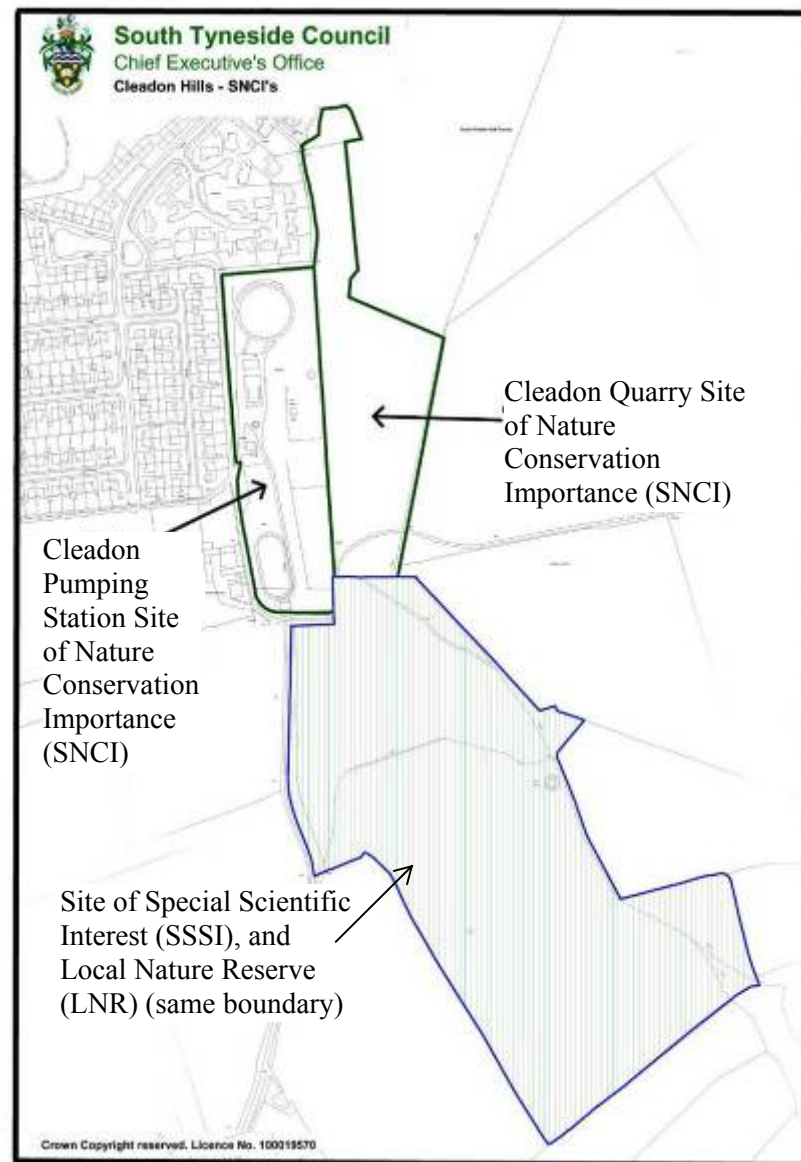 South Tyneside Council
Chief Executive's Office
Cleadon Hills - SNCI's
Cleadon Quarry Site
of Nature
Conservation
Importance (SNCI)
Cleadon
Pumping
Station Site
of Nature
Conservation
Importance
(SNCI)
Site of Special Scientific
Interest (SSSI), and
Local Nature Reserve
(LNR) (same boundary)
Crown Copyright reserved. Licence No. 100019570